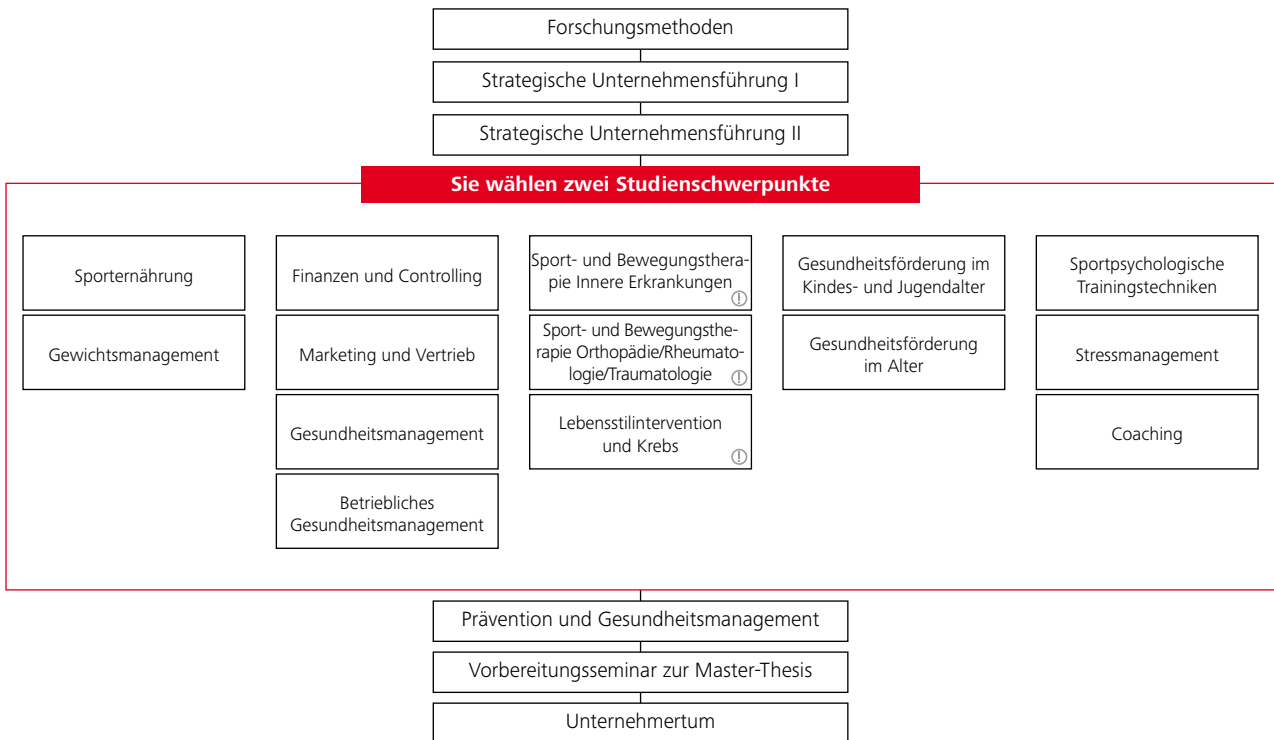 Forschungsmethoden
Strategische Unternehmensführung I
Strategische Unternehmensführung II
Sie wählen zwei Studienschwerpunkte
Sporternährung
Gewichtsmanagement
Finanzen und Controlling
Marketing und Vertrieb
Gesundheitsmanagement
Betriebliches
Gesundheitsmanagement
Sport- und Bewegungsthera-
pie Innere Erkrankungen
!
Sport- und Bewegungsthe-
rapie Orthopädie/Rheumato-
logie/Traumatologie
!
Lebensstilintervention
und Krebs
!
Gesundheitsförderung im
Kindes- und Jugendalter
Gesundheitsförderung
im Alter
Sportpsychologische
Trainingstechniken
Stressmanagement
Coaching
Prävention und Gesundheitsmanagement
Vorbereitungsseminar zur Master-Thesis
Unternehmertum